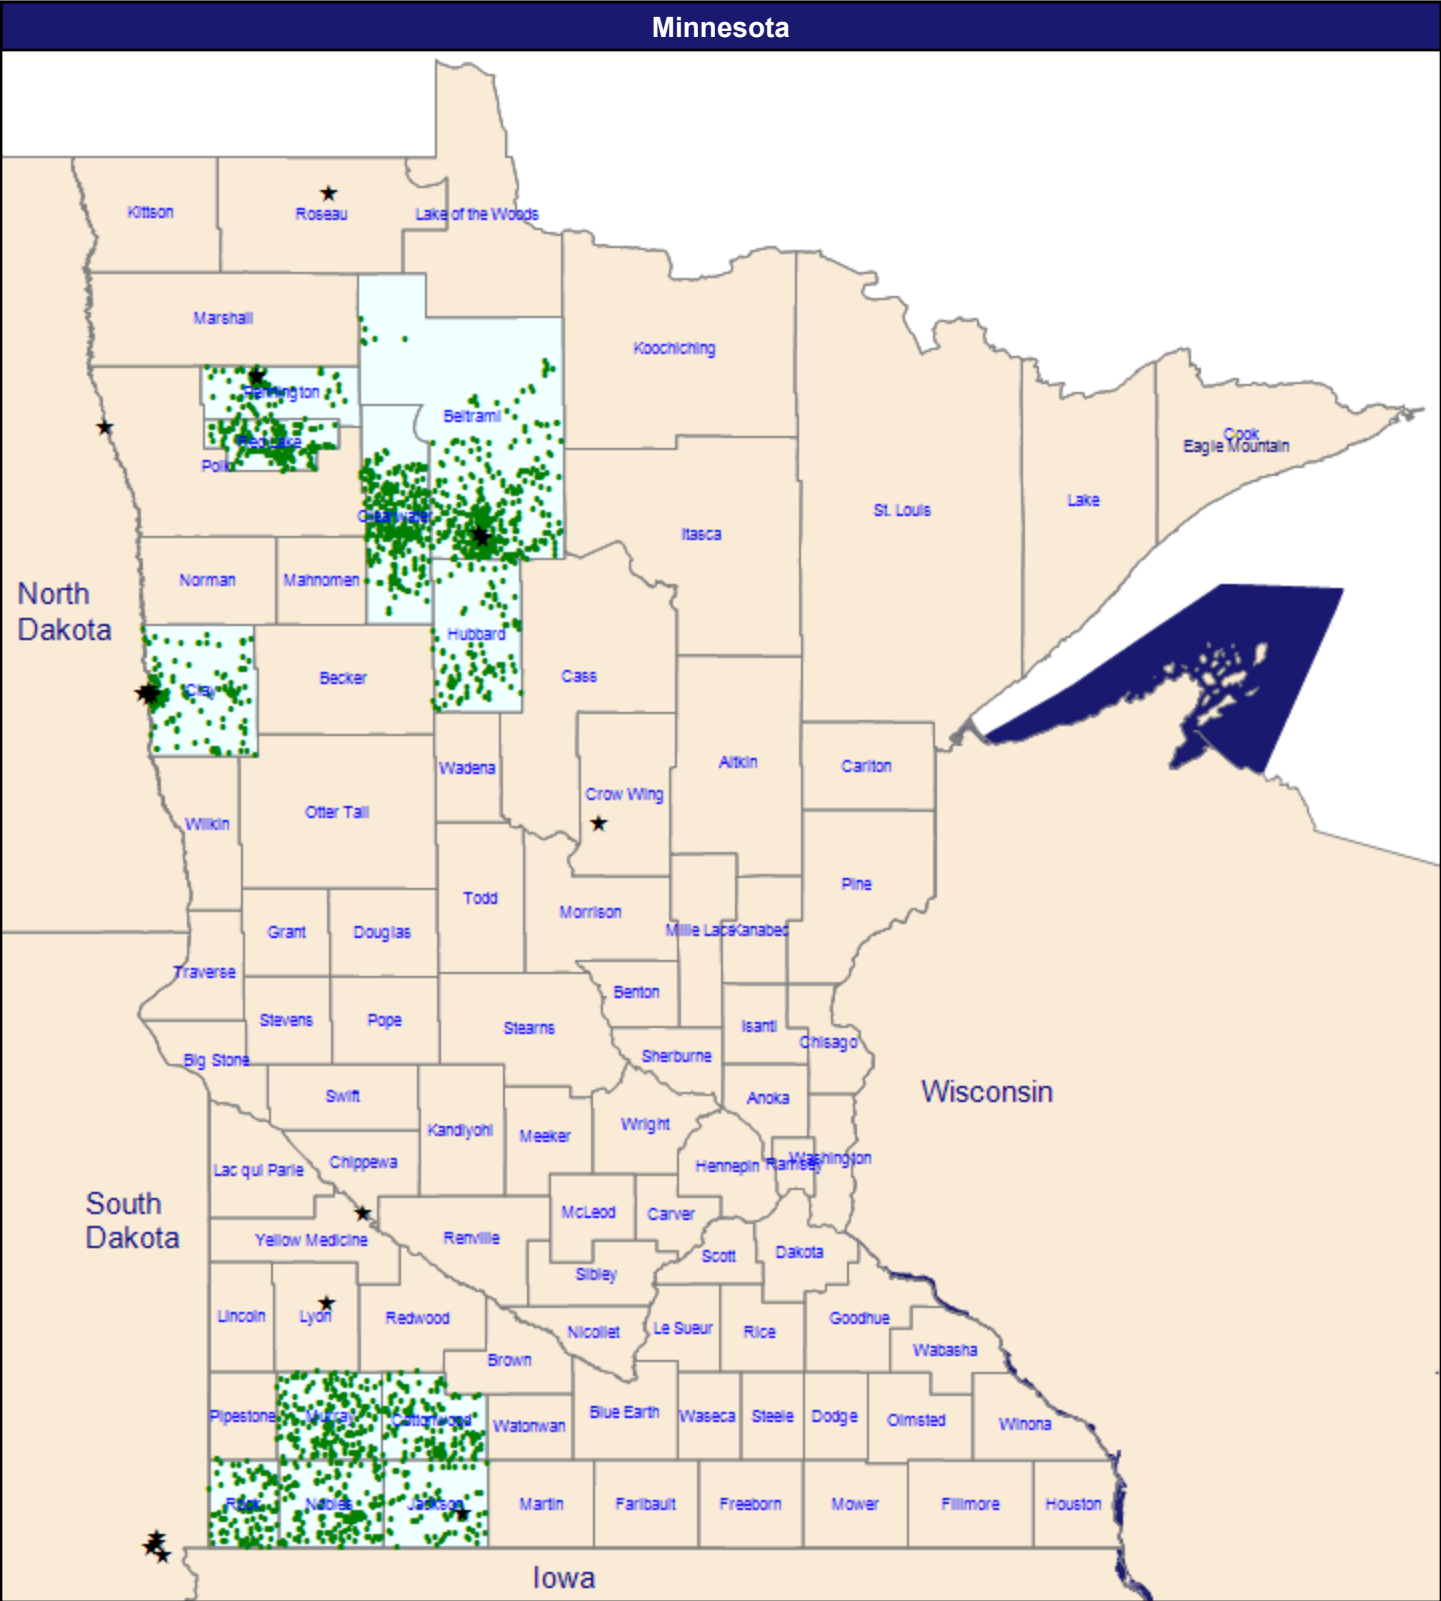 Minnesota
Kittson
Roseau
Lake of the Woods
Marshall
Koochiching
Pennington
Beltrami
Cook
Eagle Mountain
Red Lake
Polk
Lake
St. Louis
Clearwater
Itasca
Norman
Mahnomen
North
Dakota
Hubbard
Cass
Becker
Clay
Wadena
Aitkin
Carlton
Crow Wing
Otter Tail
Wilkin
Pine
Todd
Morrison
Grant
Douglas
Mille Lacs
Kanabec
Traverse
Benton
Stevens
Pope
Stearns
Isanti
Chisago
Big Stone
Sherburne
Swift
Anoka
Wisconsin
Wright
Kandiyohi
Meeker
Chippewa
Hennepin
Ramsey
Washington
Lac qui Parle
South
Dakota
McLeod
Carver
Yellow Medicine
Renville
Scott
Dakota
Sibley
Lincoln
Lyon
Redwood
Goodhue
Nicollet
Le Sueur
Rice
Wabasha
Brown
Pipestone
Murray
Cottonwood
Watonwan
Blue Earth
Waseca
Steele
Dodge
Olmsted
Winona
Rock
Nobles
Jackson
Martin
Faribault
Freeborn
Mower
Fillmore
Houston
Iowa